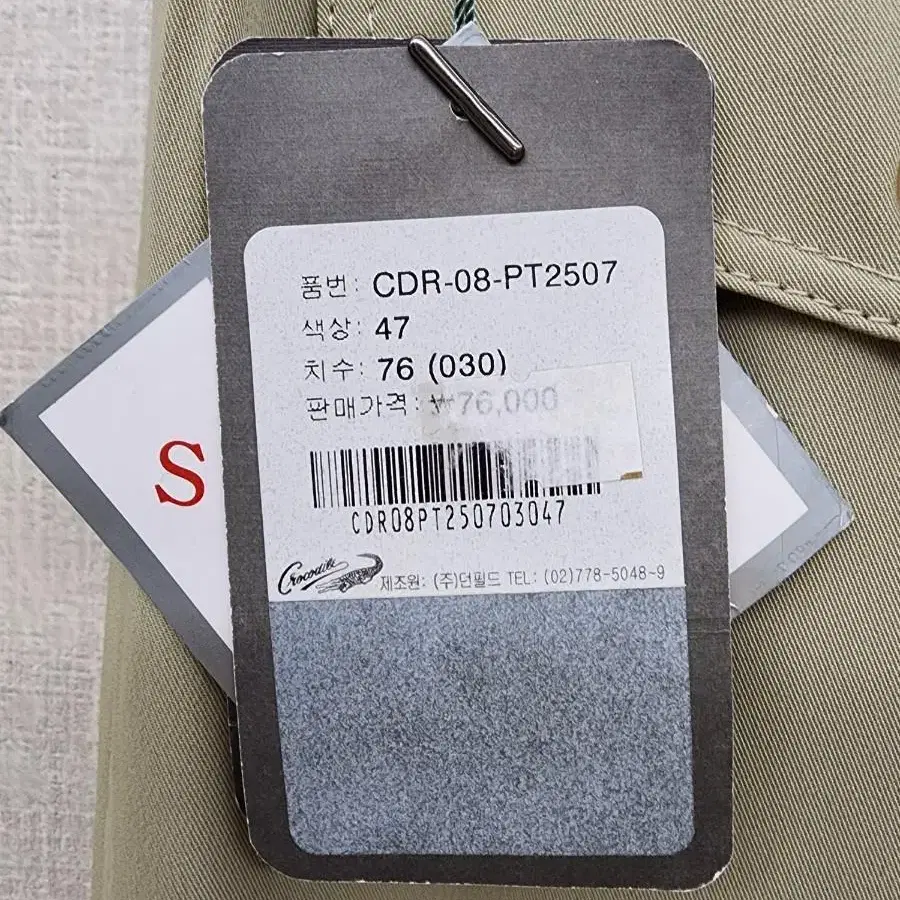 품번: CDR-08-PT2507
색상: 47
치수: 76 (030)
판매가격: ₩76,000
CDR08PT250703047
Crocodile
제조원: (주)던필드 TEL: (02)778-5048~9
S